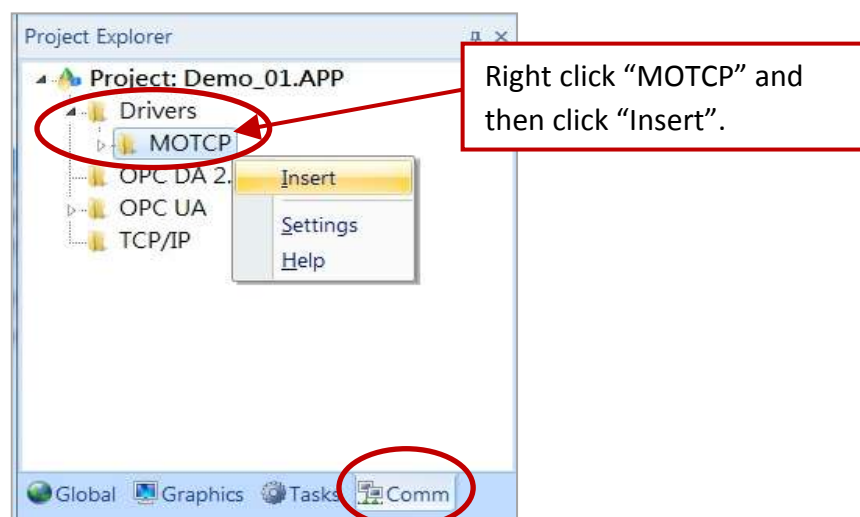 Project Explorer
Project: Demo_01.APP
Drivers
MOTCP
OPC DA 2.
OPC UA
TCP/IP
Insert
Settings
Help
Right click “MOTCP” and
then click “Insert”.
Global Graphics Tasks Comm